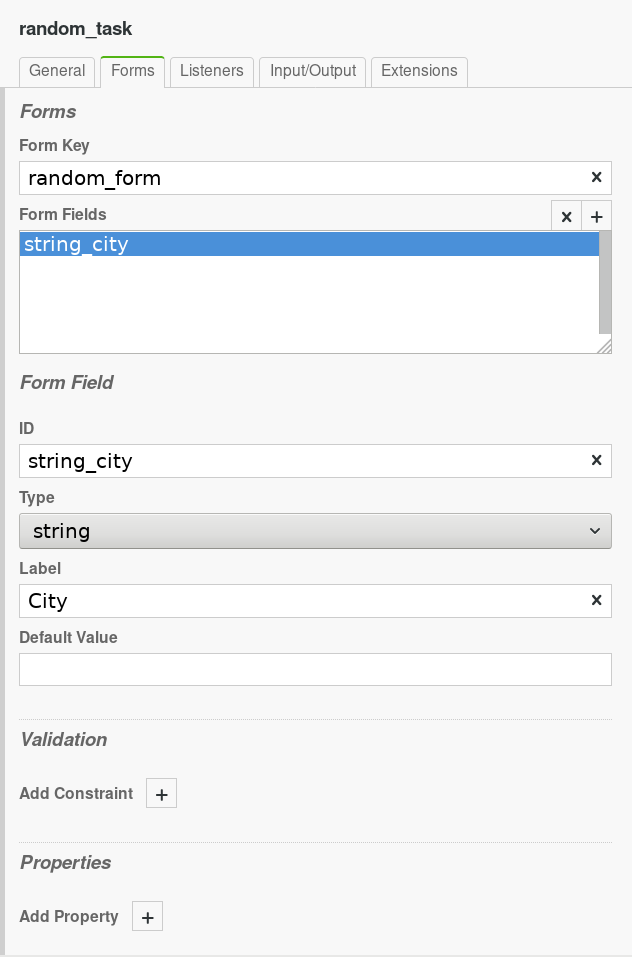 random_task
General Forms Listeners Input/Output Extensions
Forms
Form Key
random_form
Form Fields
string_city
Form Field
ID
string_city
Type
string
Label
City
Default Value
Validation
Add Constraint +
Properties
Add Property +